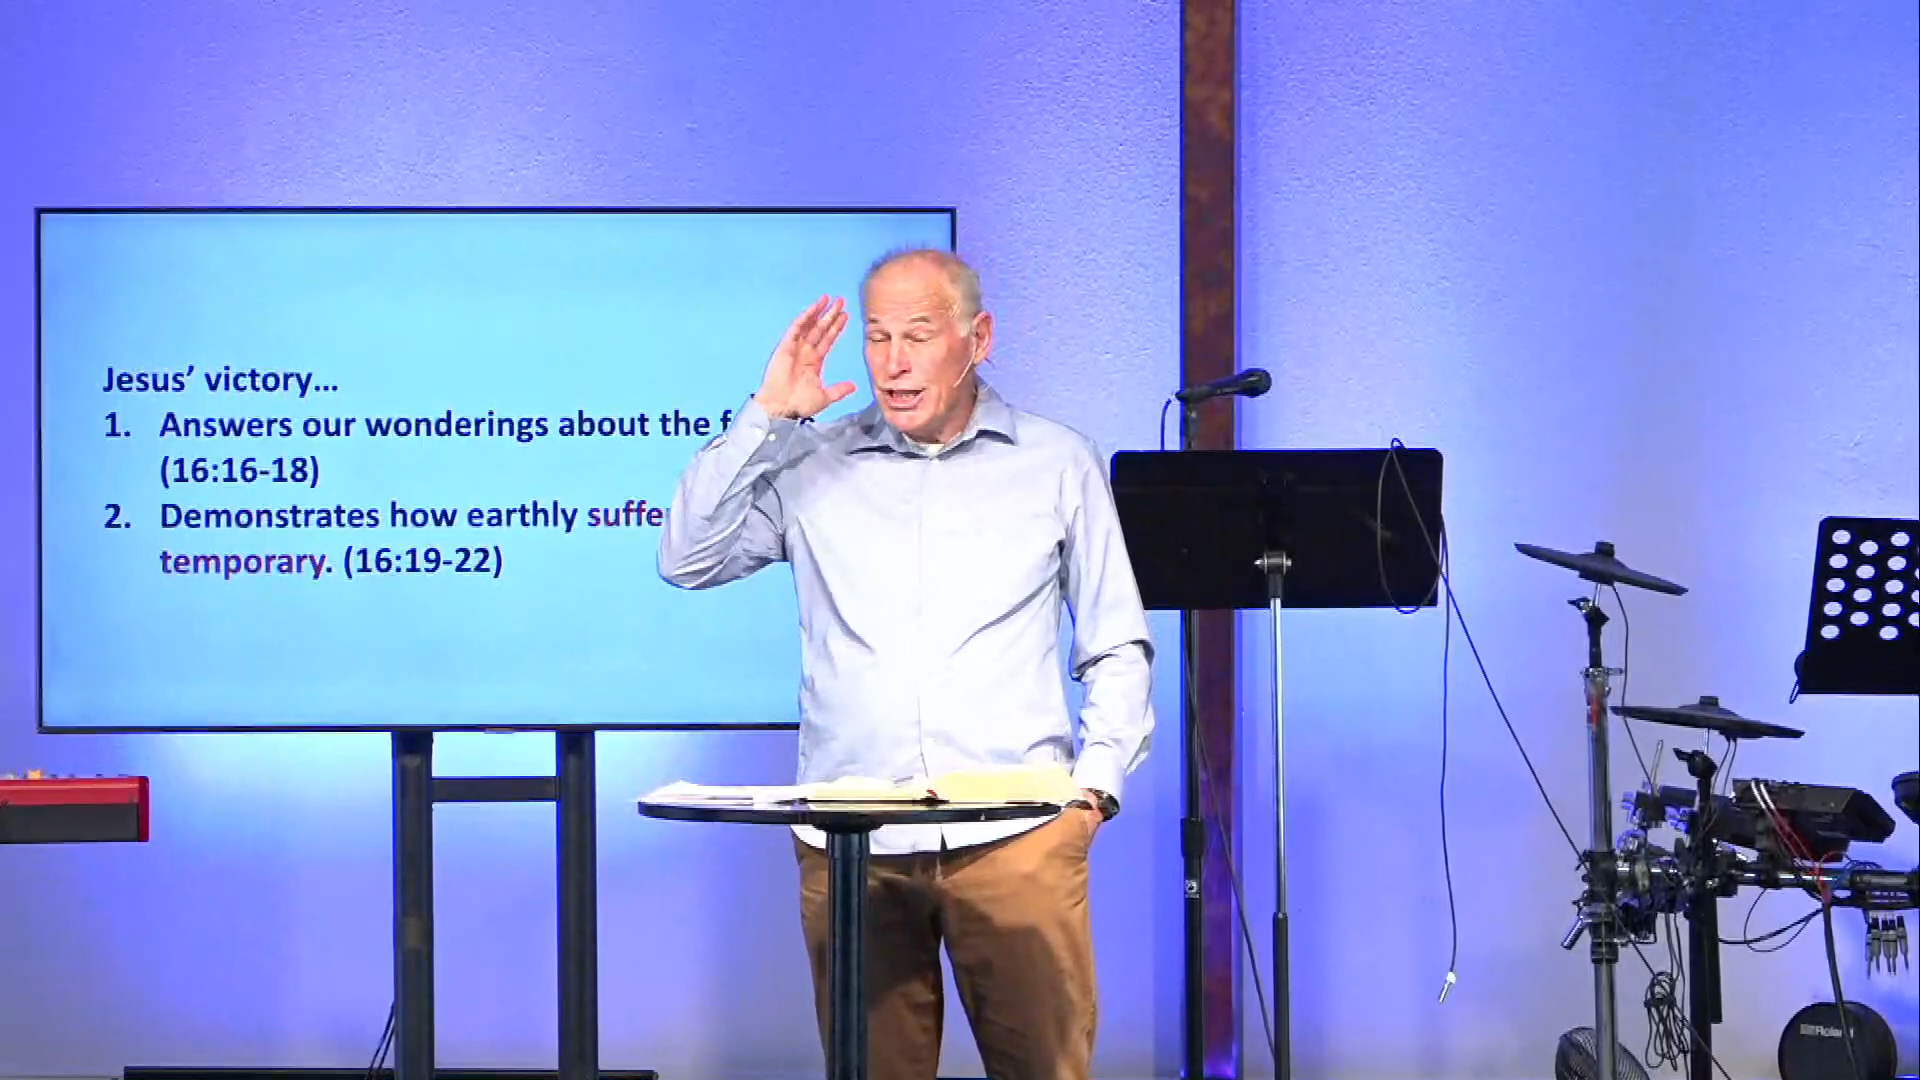 Jesus’ victory...
1. Answers our wonderings about the
(16:16-18)
2. Demonstrates how earthly
temporary. (16:19-22)
Roland